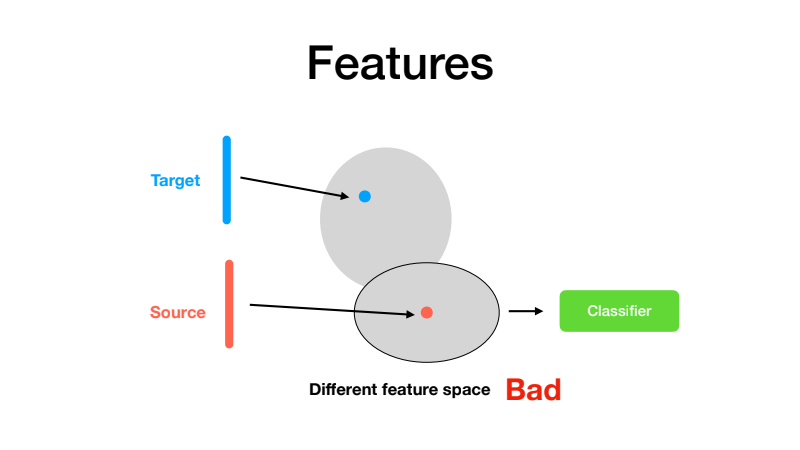 Features
Target
Source
Classifier
Different feature space Bad